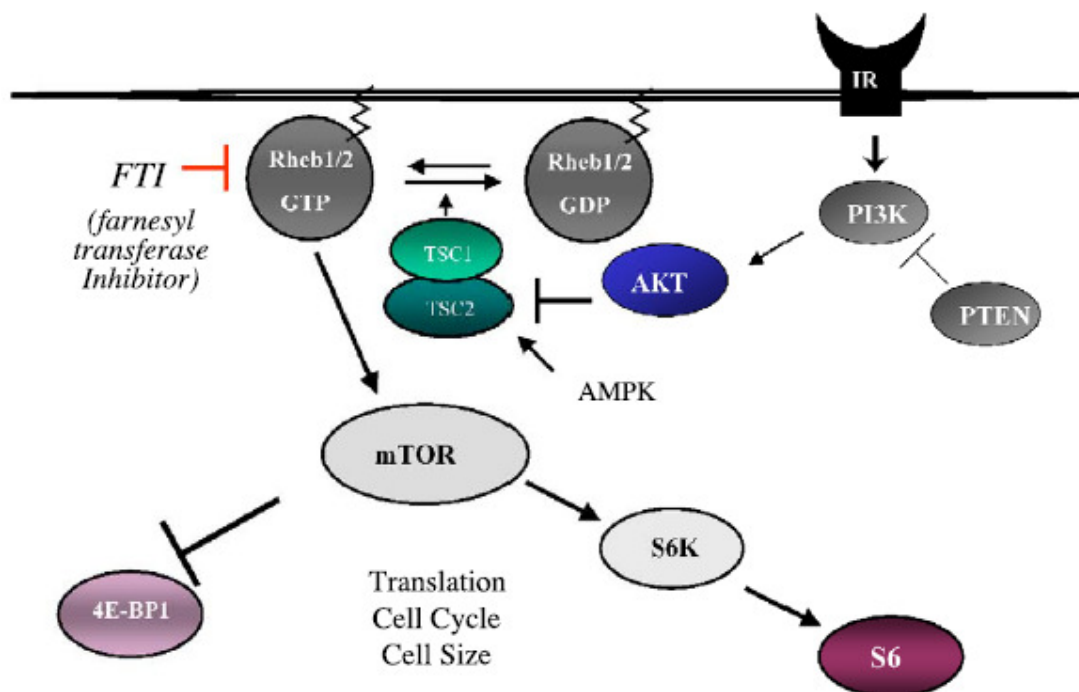 IR
Rheb1/2
GTP
Rheb1/2
GDP
FTI
(farnesyl
transferase
Inhibitor)
TSC1
TSC2
AKT
PI3K
PTEN
AMPK
mTOR
S6K
4E-BP1
Translation
Cell Cycle
Cell Size
S6